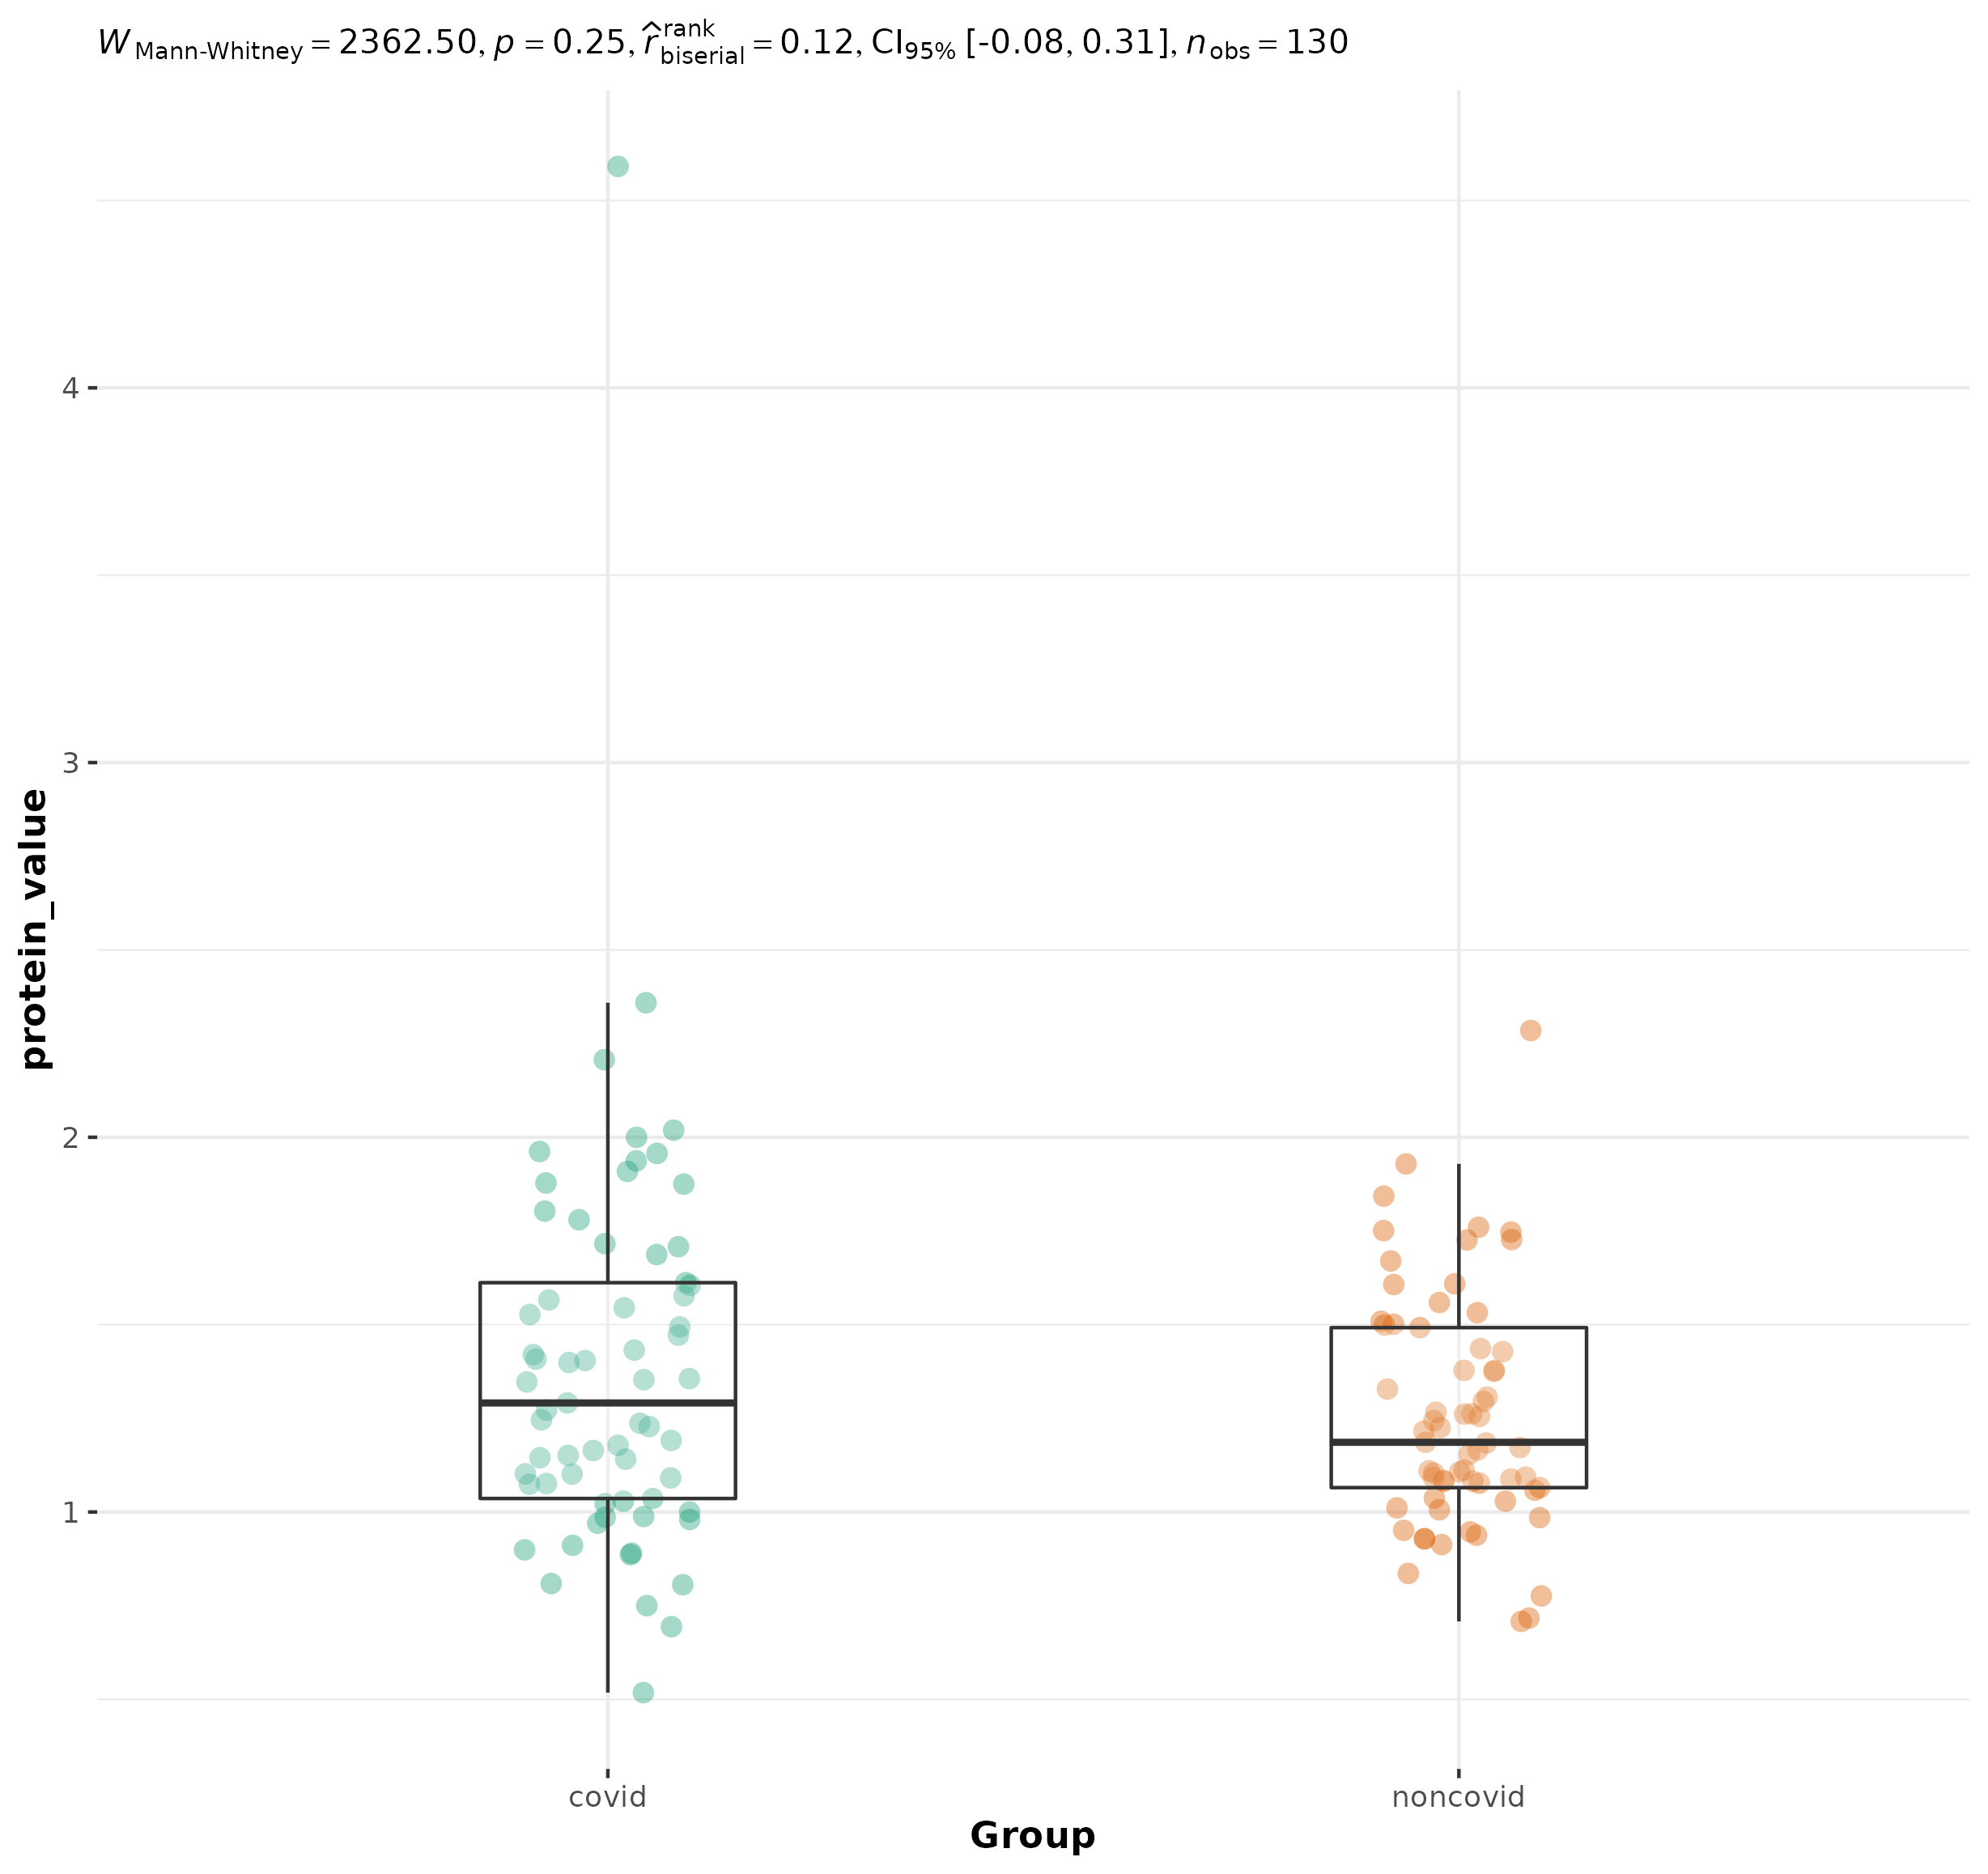 W Mann-Whitney = 2362.50, p = 0.25, r̂ rank biserial = 0.12, CI95% [-0.08, 0.31], nobs = 130
4
3
2
1
protein_value
covid noncovid
Group